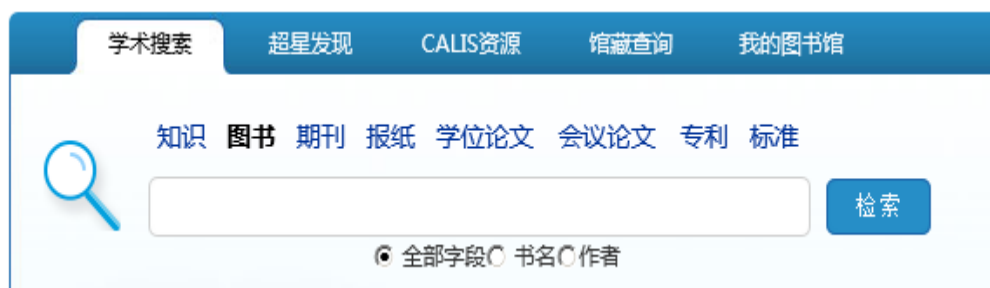 学术搜索 超星发现 CALIS资源 馆藏查询 我的图书馆
知识 图书 期刊 报纸 学位论文 会议论文 专利 标准
检索
全部字段 书名 作者